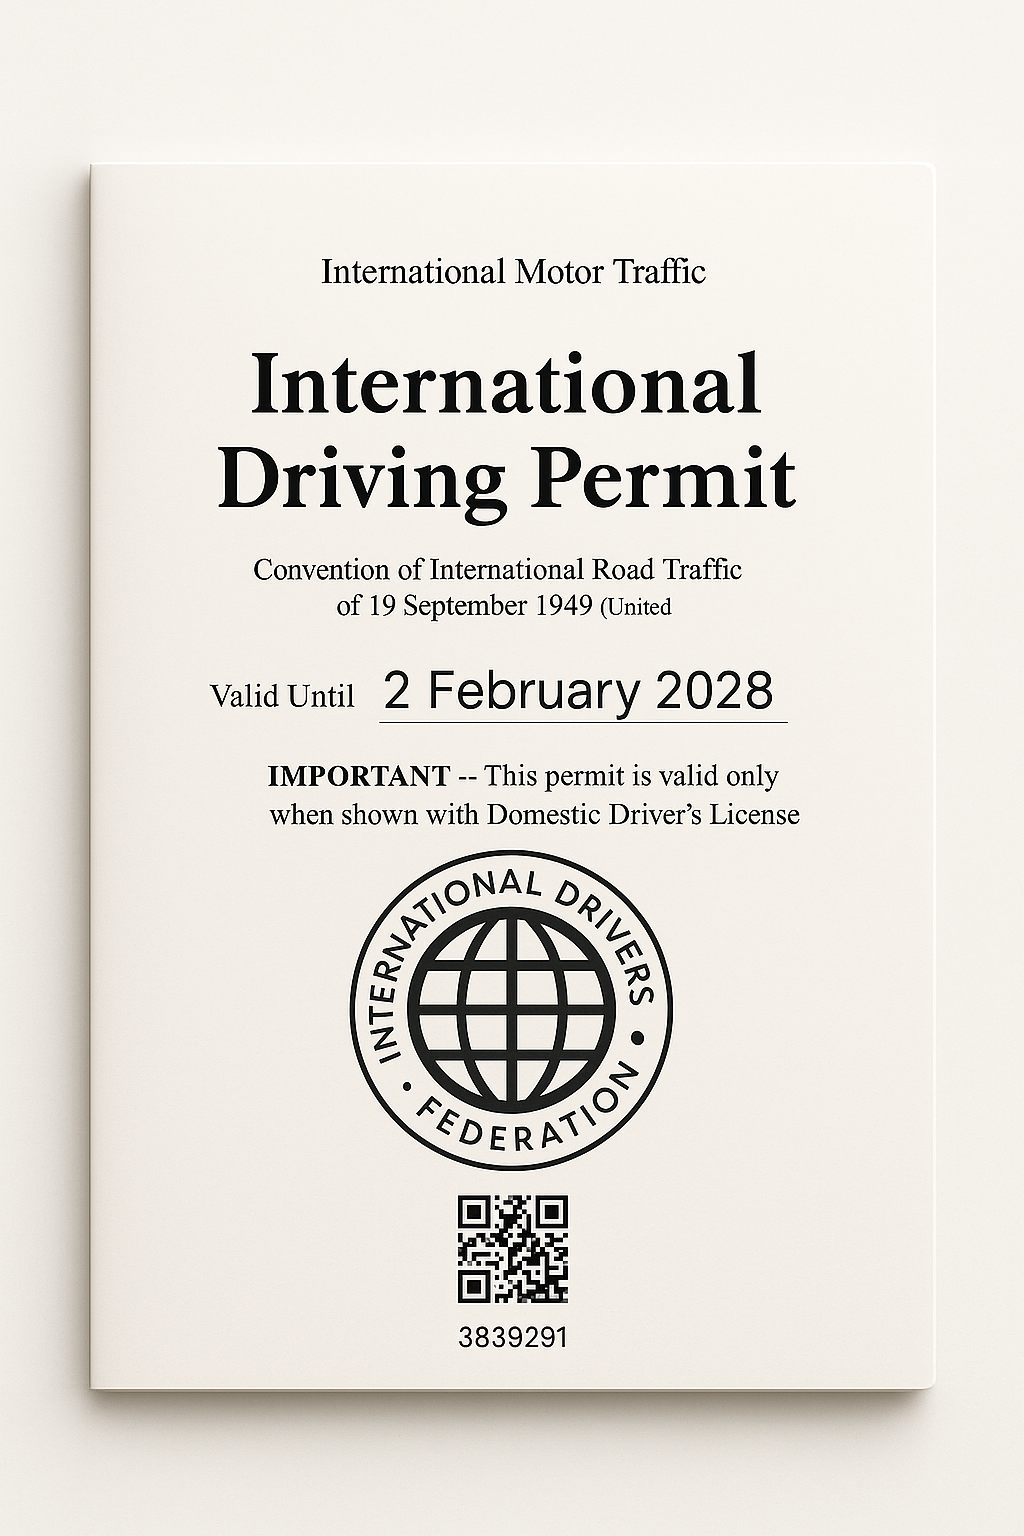 International Motor Traffic
International
Driving Permit
Convention of International Road Traffic
of 19 September 1949 (United
Valid Until 2 February 2028
IMPORTANT -- This permit is valid only
when shown with Domestic Driver’s License
INTERNATIONAL DRIVERS
• FEDERATION •
3839291